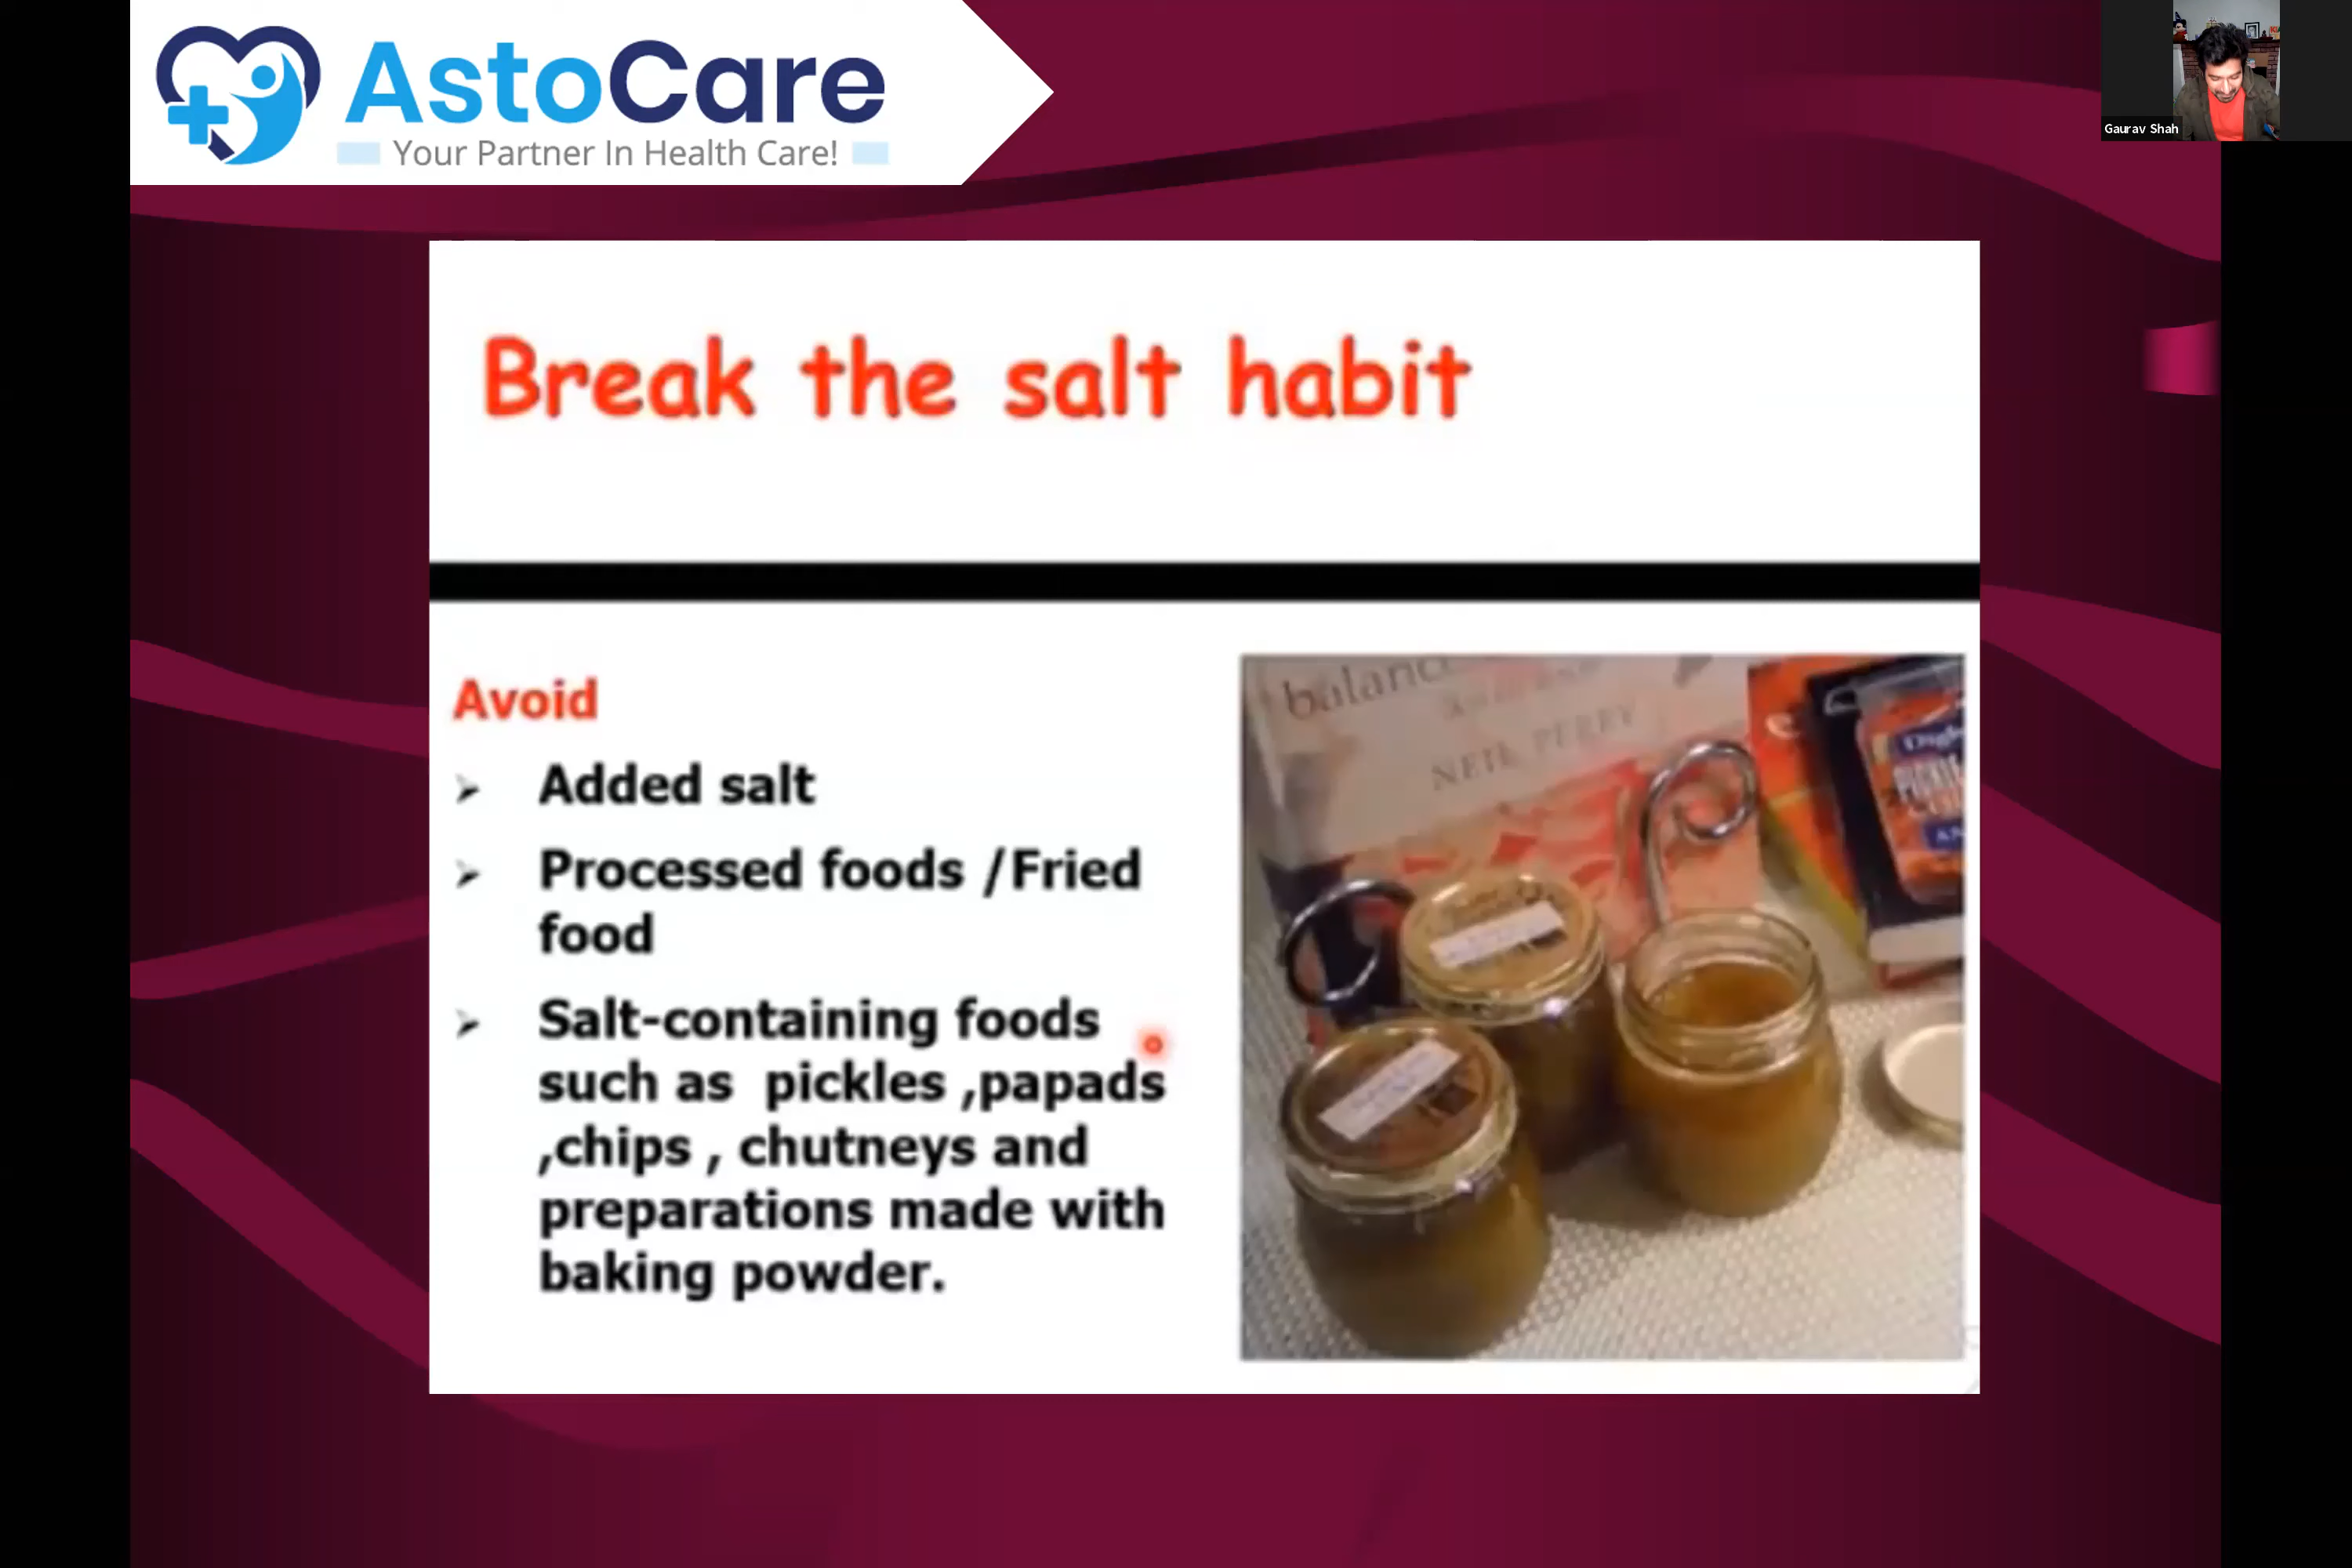 AstoCare
Your Partner In Health Care!
Gaurav Shah
Break the salt habit
Avoid
➢ Added salt
➢ Processed foods /Fried
food
➢ Salt-containing foods
such as pickles ,papads
,chips , chutneys and
preparations made with
baking powder.
NEIL PERRY